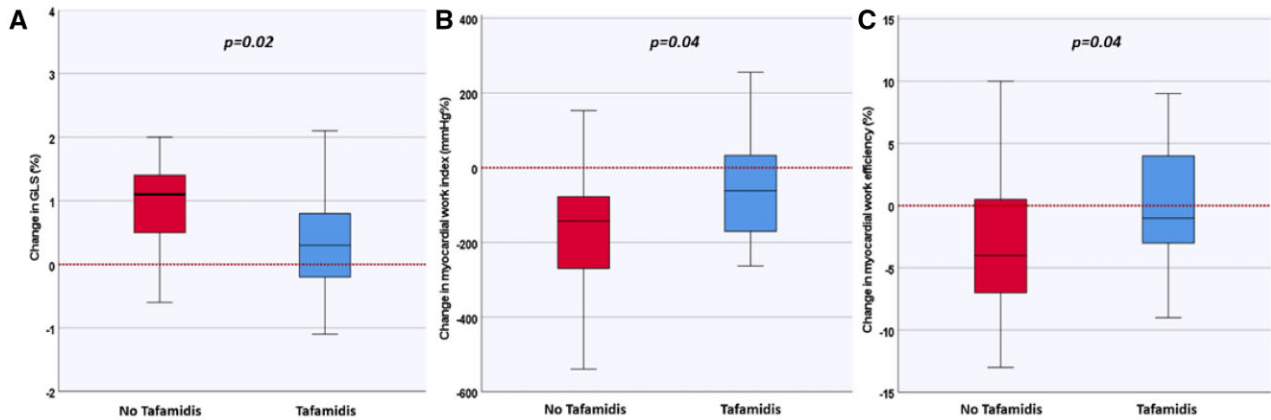 A
p=0.02
Change in GLS (%)
4
3
2
1
0
-1
-2
No Tafamidis
Tafamidis
B
p=0.04
Change in myocardial work index (mmHg%)
400
200
0
-200
-400
-600
No Tafamidis
Tafamidis
C
p=0.04
Change in myocardial work efficiency (%)
15
10
5
0
-5
-10
-15
No Tafamidis
Tafamidis